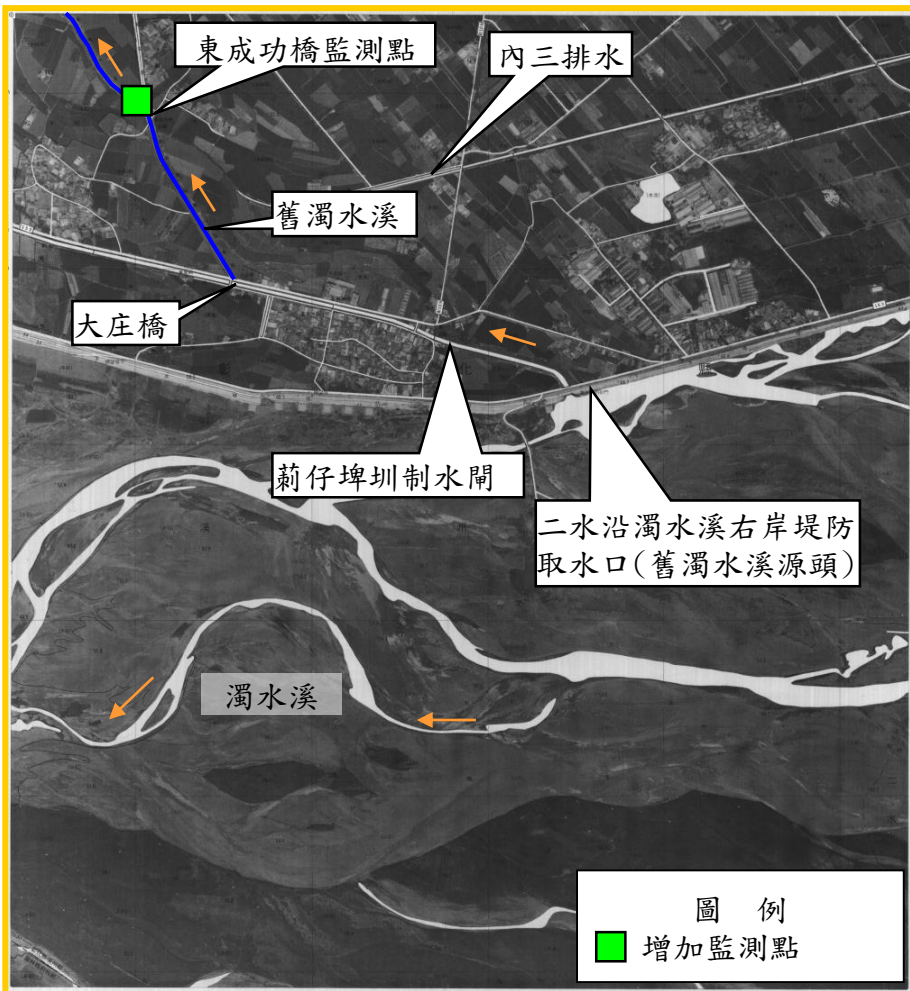 東成功橋監測點
內三排水
舊濁水溪
大庄橋
莿仔埤圳制水閘
二水沿濁水溪右岸堤防
取水口(舊濁水溪源頭)
濁水溪
圖 例
增加監測點